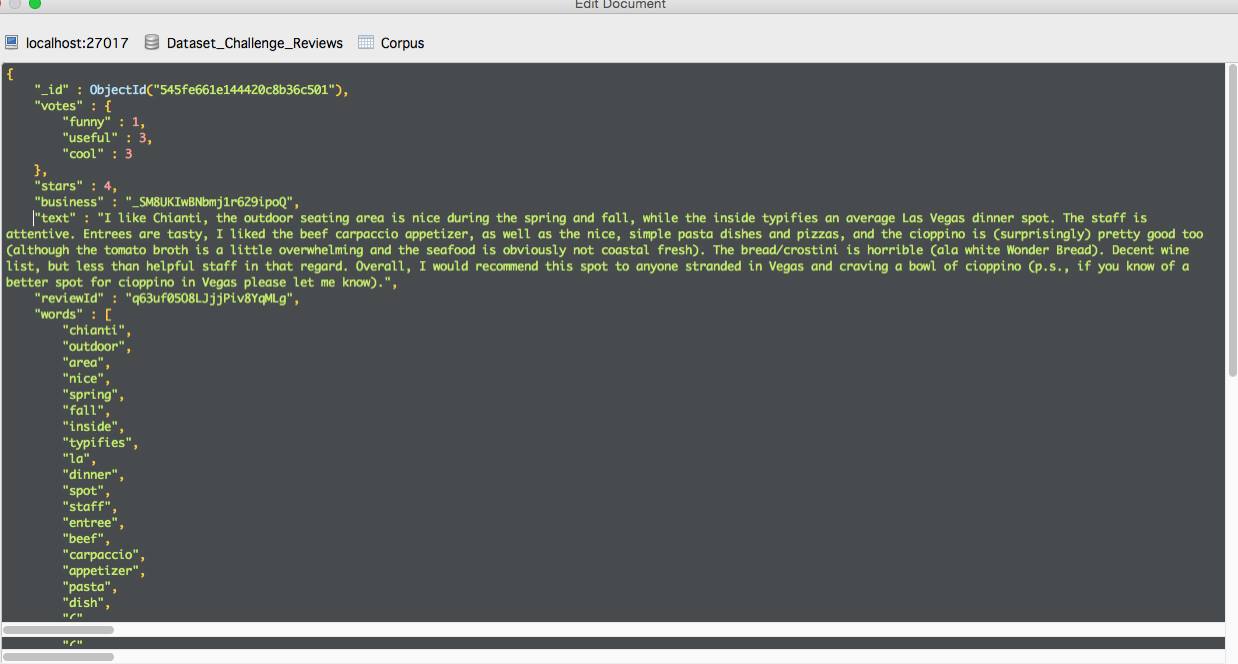 Edit Document
localhost:27017 Dataset_Challenge_Reviews Corpus
{
"_id" : ObjectId("545fe661e144420c8b36c501"),
"votes" : {
"funny" : 1,
"useful" : 3,
"cool" : 3
},
"stars" : 4,
"business" : "_SM8UKIwBNbmj1r629ipoQ",
"text" : "I like Chianti, the outdoor seating area is nice during the spring and fall, while the inside typifies an average Las Vegas dinner spot. The staff is
attentive. Entrees are tasty, I liked the beef carpaccio appetizer, as well as the nice, simple pasta dishes and pizzas, and the cioppino is (surprisingly) pretty good too
(although the tomato broth is a little overwhelming and the seafood is obviously not coastal fresh). The bread/crostini is horrible (ala white Wonder Bread). Decent wine
list, but less than helpful staff in that regard. Overall, I would recommend this spot to anyone stranded in Vegas and craving a bowl of cioppino (p.s., if you know of a
better spot for cioppino in Vegas please let me know).",
"reviewId" : "q63uf05O8LJjjPiv8YqMLg",
"words" : [
"chianti",
"outdoor",
"area",
"nice",
"spring",
"fall",
"inside",
"typifies",
"la",
"dinner",
"spot",
"staff",
"entree",
"beef",
"carpaccio",
"appetizer",
"pasta",
"dish",